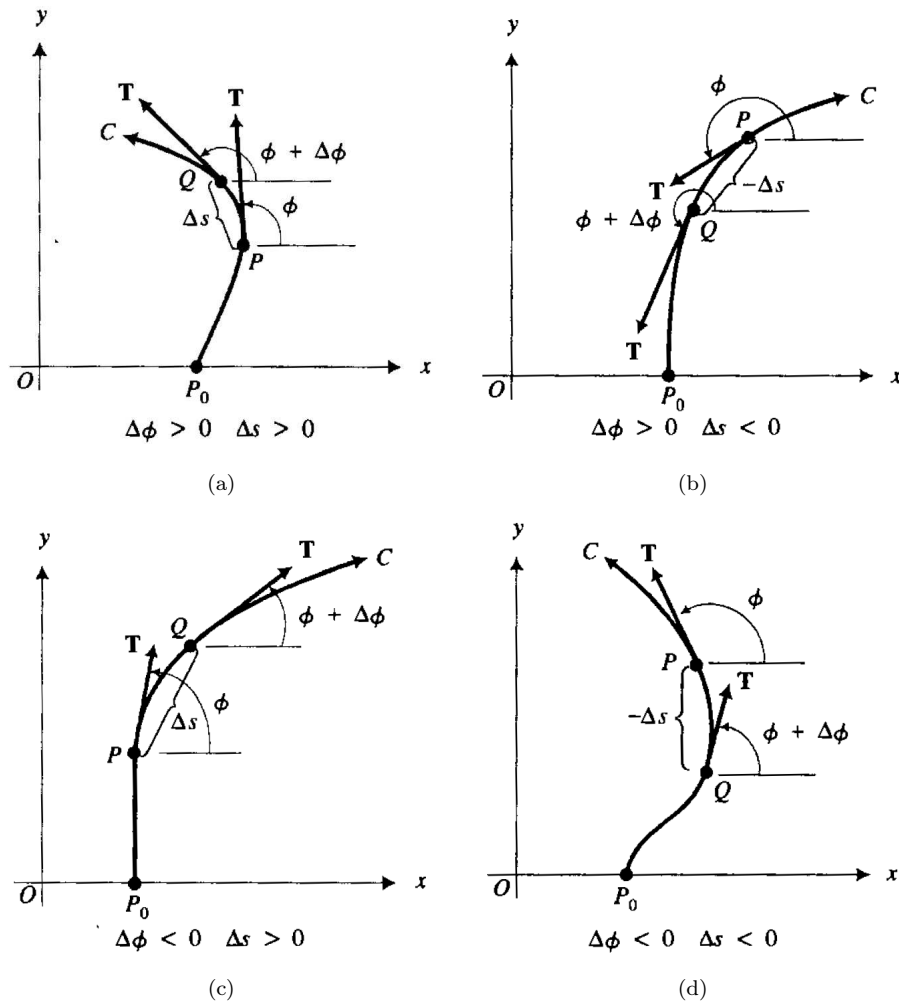 y
T
T
C
ϕ + Δϕ
Q
Δs
ϕ
P
O
P₀
x
Δϕ > 0 Δs > 0
(a)
y
ϕ
C
P
T
−Δs
ϕ + Δϕ
Q
T
O
P₀
x
Δϕ > 0 Δs < 0
(b)
y
T
C
Q
ϕ + Δϕ
T
ϕ
Δs
P
O
P₀
x
Δϕ < 0 Δs > 0
(c)
y
C
T
ϕ
P
T
−Δs
ϕ + Δϕ
Q
O
P₀
x
Δϕ < 0 Δs < 0
(d)